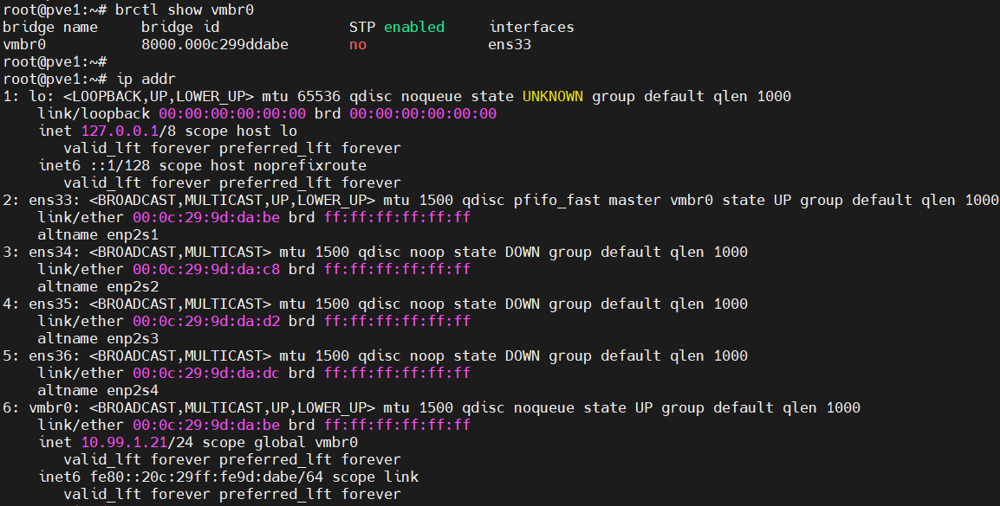 root@pve1:~# brctl show vmbr0
bridge name     bridge id               STP enabled     interfaces
vmbr0           8000.000c299ddabe       no              ens33
root@pve1:~#
root@pve1:~# ip addr
1: lo: <LOOPBACK,UP,LOWER_UP> mtu 65536 qdisc noqueue state UNKNOWN group default qlen 1000
    link/loopback 00:00:00:00:00:00 brd 00:00:00:00:00:00
    inet 127.0.0.1/8 scope host lo
       valid_lft forever preferred_lft forever
    inet6 ::1/128 scope host noprefixroute
       valid_lft forever preferred_lft forever
2: ens33: <BROADCAST,MULTICAST,UP,LOWER_UP> mtu 1500 qdisc pfifo_fast master vmbr0 state UP group default qlen 1000
    link/ether 00:0c:29:9d:da:be brd ff:ff:ff:ff:ff:ff
    altname enp2s1
3: ens34: <BROADCAST,MULTICAST> mtu 1500 qdisc noop state DOWN group default qlen 1000
    link/ether 00:0c:29:9d:da:c8 brd ff:ff:ff:ff:ff:ff
    altname enp2s2
4: ens35: <BROADCAST,MULTICAST> mtu 1500 qdisc noop state DOWN group default qlen 1000
    link/ether 00:0c:29:9d:da:d2 brd ff:ff:ff:ff:ff:ff
    altname enp2s3
5: ens36: <BROADCAST,MULTICAST> mtu 1500 qdisc noop state DOWN group default qlen 1000
    link/ether 00:0c:29:9d:da:dc brd ff:ff:ff:ff:ff:ff
    altname enp2s4
6: vmbr0: <BROADCAST,MULTICAST,UP,LOWER_UP> mtu 1500 qdisc noqueue state UP group default qlen 1000
    link/ether 00:0c:29:9d:da:be brd ff:ff:ff:ff:ff:ff
    inet 10.99.1.21/24 scope global vmbr0
       valid_lft forever preferred_lft forever
    inet6 fe80::20c:29ff:fe9d:dabe/64 scope link
       valid_lft forever preferred_lft forever